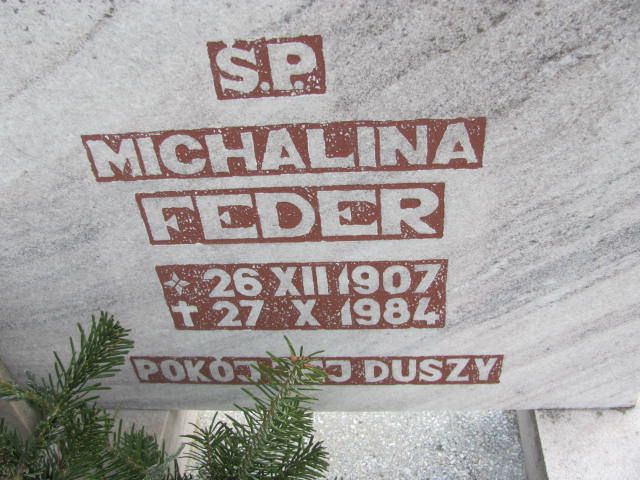 Ś.P.
MICHALINA
FEDER
* 26 XII 1907
† 27 X 1984
POKÓJ DUSZY